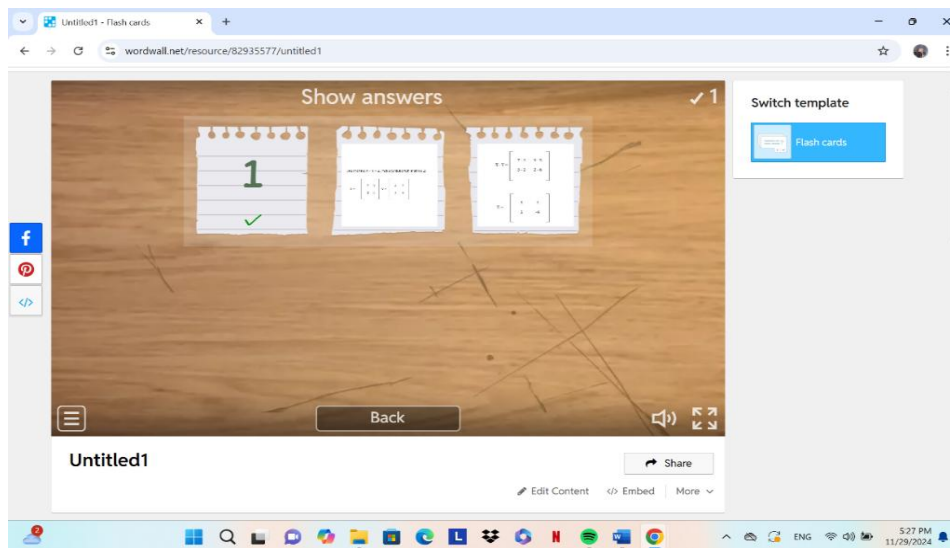 Untitled1 - Flash cards
wordwall.net/resource/82935577/untitled1
Show answers
1
Switch template
Flash cards
1
Back
Untitled1
Share
Edit Content
</> Embed
More
2
ENG
5:27 PM
11/29/2024